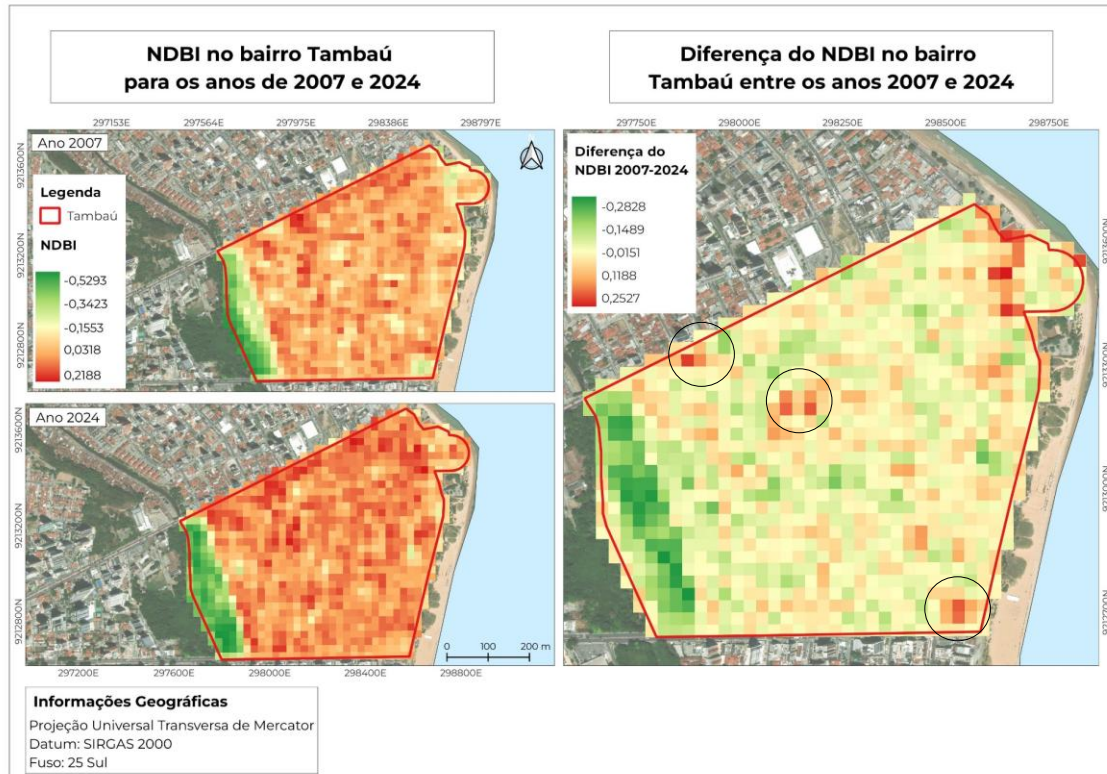 NDBI no bairro Tambaú
para os anos de 2007 e 2024
Diferença do NDBI no bairro
Tambaú entre os anos 2007 e 2024
297153E 297564E 297975E 298386E 298797E
Ano 2007
N
9213600N
9213200N
9212800N
Legenda
Tambaú
NDBI
-0,5293
-0,3423
-0,1553
0,0318
0,2188
Ano 2024
9213600N
9213200N
9212800N
0 100 200 m
297200E 297600E 298000E 298400E 298800E
297750E 298000E 298250E 298500E 298750E
Diferença do
NDBI 2007-2024
-0,2828
-0,1489
-0,0151
0,1188
0,2527
Informações Geográficas
Projeção Universal Transversa de Mercator
Datum: SIRGAS 2000
Fuso: 25 Sul